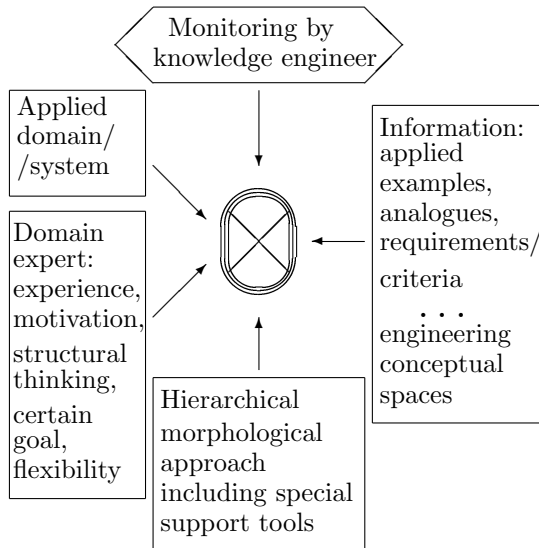 Monitoring by
knowledge engineer
Applied
domain/
/system
Information:
applied
examples,
analogues,
requirements/
criteria
. . .
engineering
conceptual
spaces
Domain
expert:
experience,
motivation,
structural
thinking,
certain
goal,
flexibility
Hierarchical
morphological
approach
including special
support tools